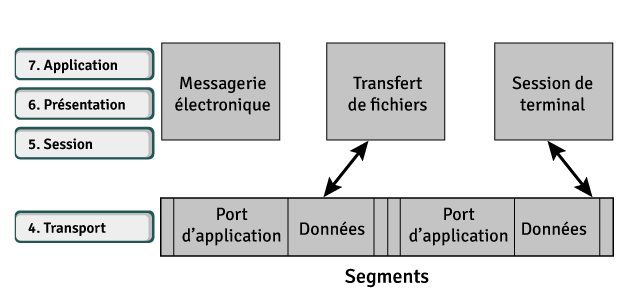 7. Application
6. Présentation
5. Session
Messagerie
électronique
Transfert
de fichiers
Session de
terminal
4. Transport
Port
d'application
Données
Port
d'application
Données
Segments